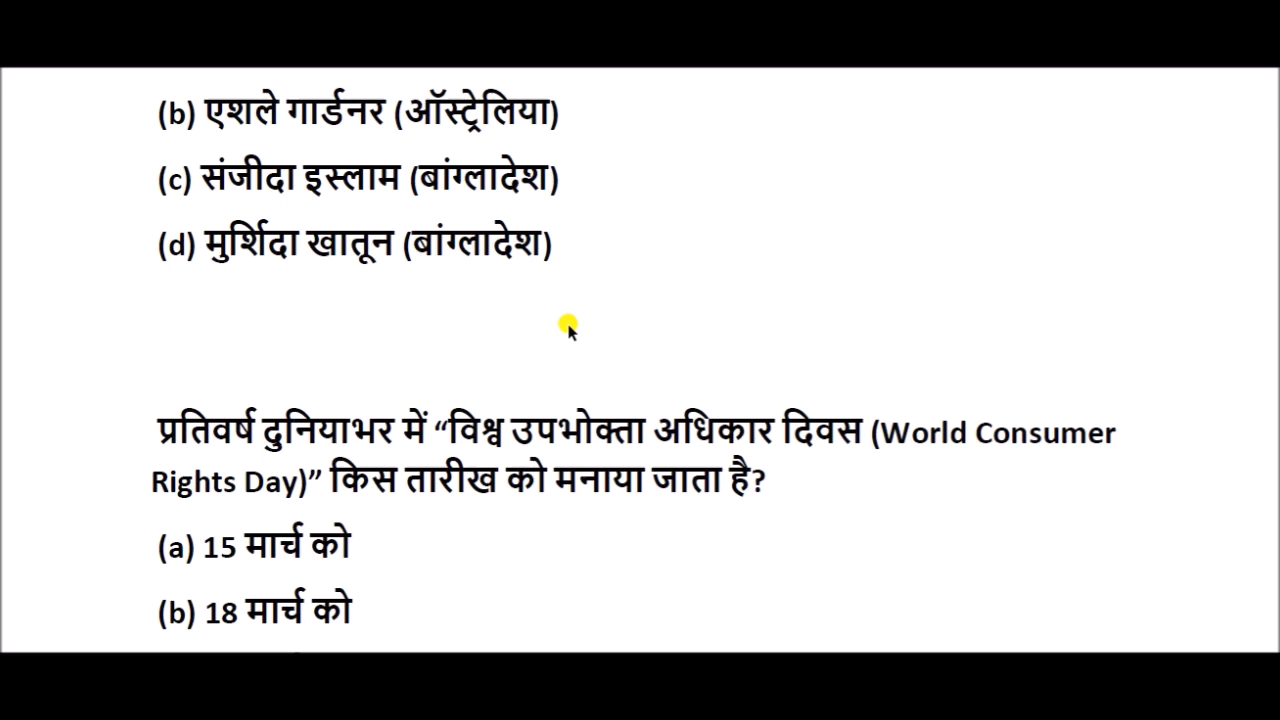 (b) एशले गार्डनर (ऑस्ट्रेलिया)
(c) संजीदा इस्लाम (बांग्लादेश)
(d) मुर्शिदा खातून (बांग्लादेश)
प्रतिवर्ष दुनियाभर में “विश्व उपभोक्ता अधिकार दिवस (World Consumer
Rights Day)” किस तारीख को मनाया जाता है?
(a) 15 मार्च को
(b) 18 मार्च को